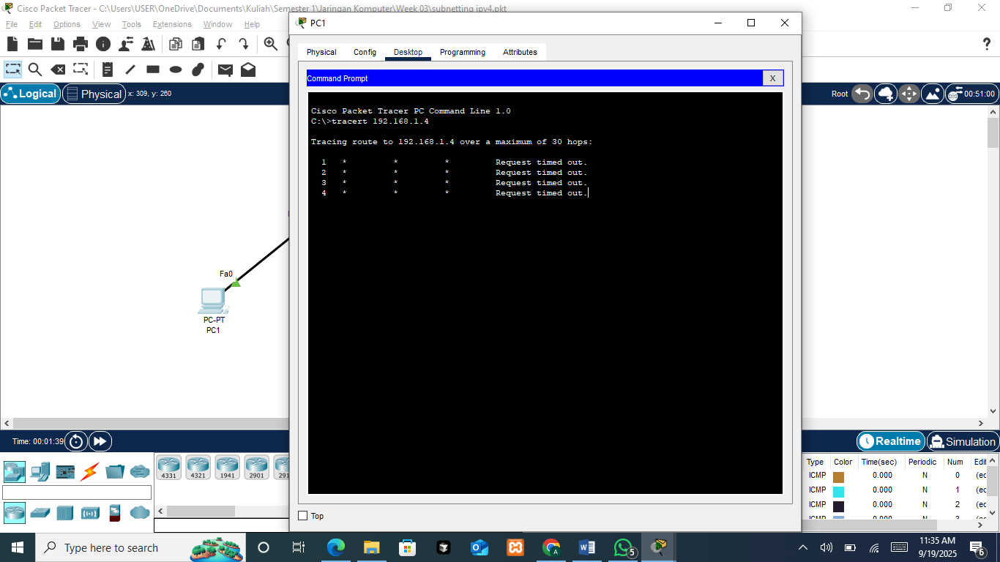 Cisco Packet Tracer - C:\Users\USER\OneDrive\Documents\Kuliah\Semester 1\Jaringan Komputer\Week 03\subnetting ipv4.pkt
File Edit Options View Tools Extensions Window Help
PC1
Physical Config Desktop Programming Attributes
Command Prompt X
Cisco Packet Tracer PC Command Line 1.0
C:\>tracert 192.168.1.4
Tracing route to 192.168.1.4 over a maximum of 30 hops:
1 * * * Request timed out.
2 * * * Request timed out.
3 * * * Request timed out.
4 * * * Request timed out.
Top
Logical Physical x: 309, y: 260
Root 00:51:00
Fa0
PC-PT
PC1
Time: 00:01:39
Realtime Simulation
4331 4321 1941 2901 291
Type Color Time(sec) Periodic Num Edit
ICMP 0.000 N 0 (ec
ICMP 0.000 N 1 (ec
ICMP 0.000 N 2 (ec
ICMP 0.000 N 3 (ec
Type here to search
5
11:35 AM
9/19/2025
6